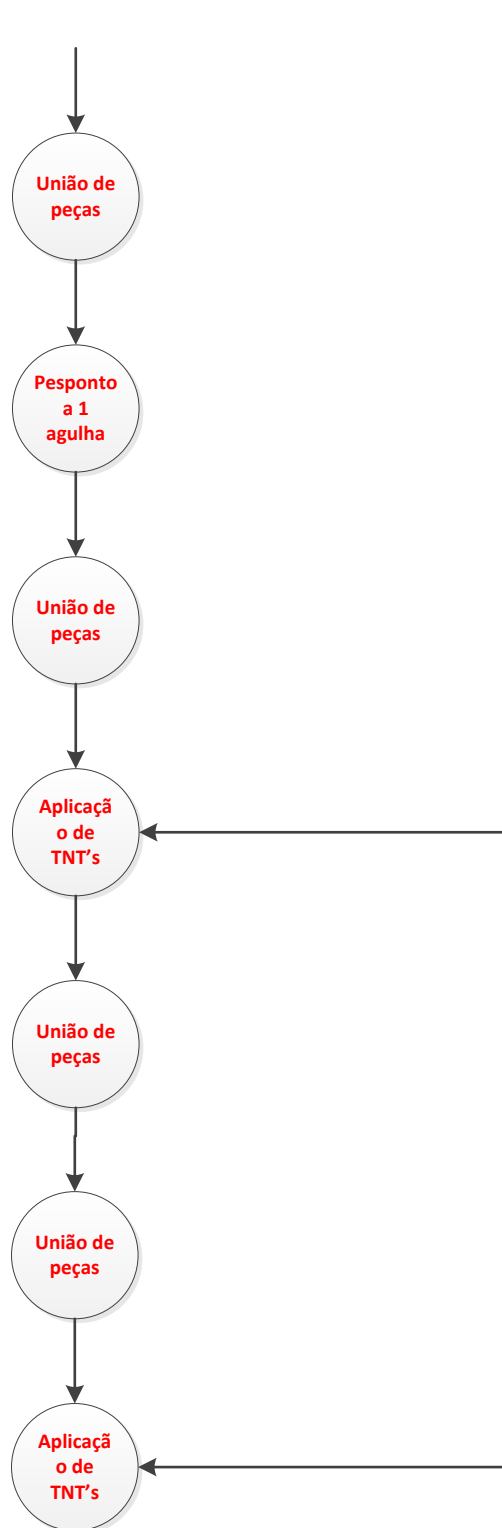 União de
peças
Pesponto
a 1
agulha
União de
peças
Aplicaçã
o de
TNT’s
União de
peças
União de
peças
Aplicaçã
o de
TNT’s